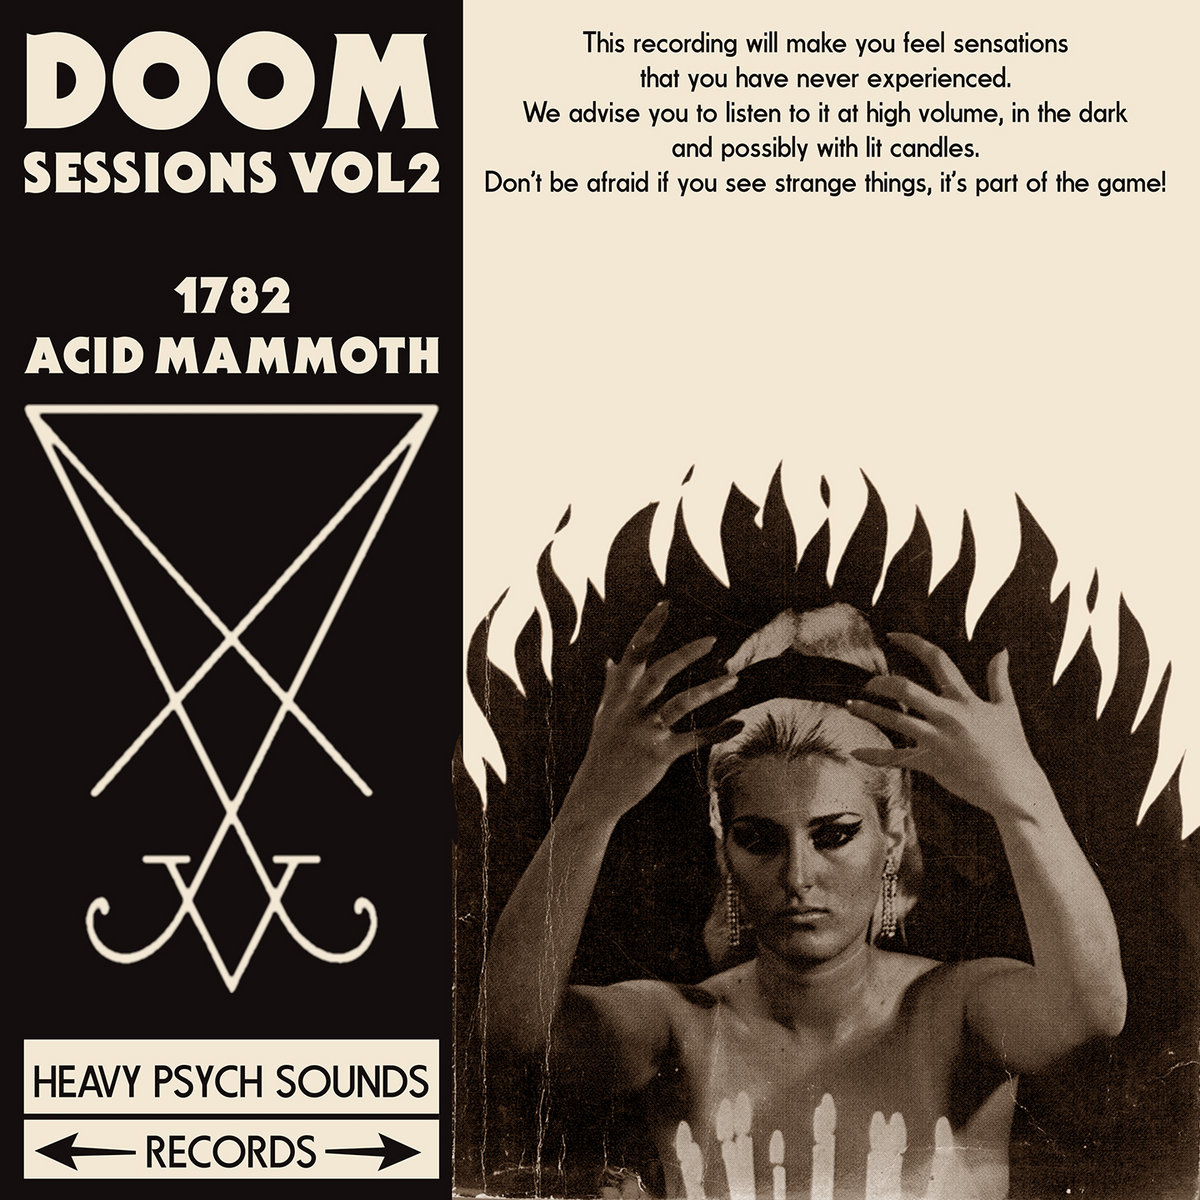 DOOM
SESSIONS VOL2
1782
ACID MAMMOTH
HEAVY PSYCH SOUNDS
RECORDS
This recording will make you feel sensations
that you have never experienced.
We advise you to listen to it at high volume, in the dark
and possibly with lit candles.
Don't be afraid if you see strange things, it's part of the game!